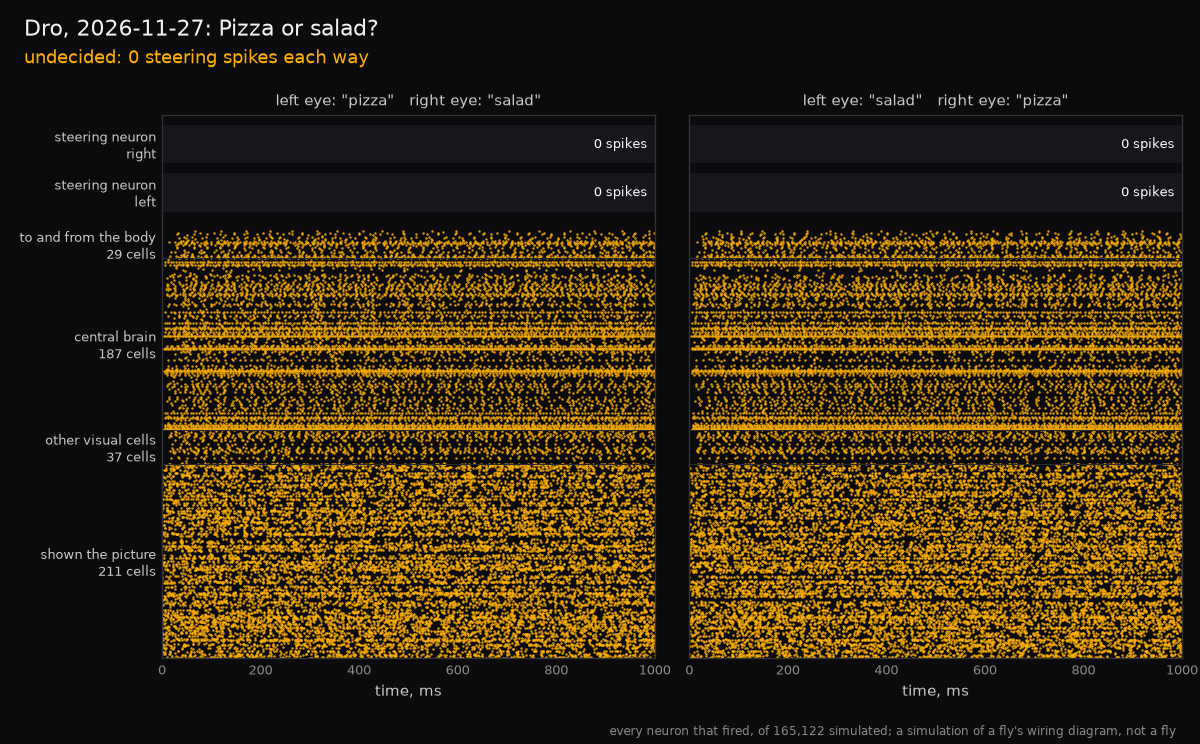 Dro, 2026-11-27: Pizza or salad?
undecided: 0 steering spikes each way
left eye: "pizza"   right eye: "salad"
left eye: "salad"   right eye: "pizza"
steering neuron
right
0 spikes
0 spikes
steering neuron
left
0 spikes
0 spikes
to and from the body
29 cells
central brain
187 cells
other visual cells
37 cells
shown the picture
211 cells
0 200 400 600 800 1000
0 200 400 600 800 1000
time, ms
time, ms
every neuron that fired, of 165,122 simulated; a simulation of a fly's wiring diagram, not a fly